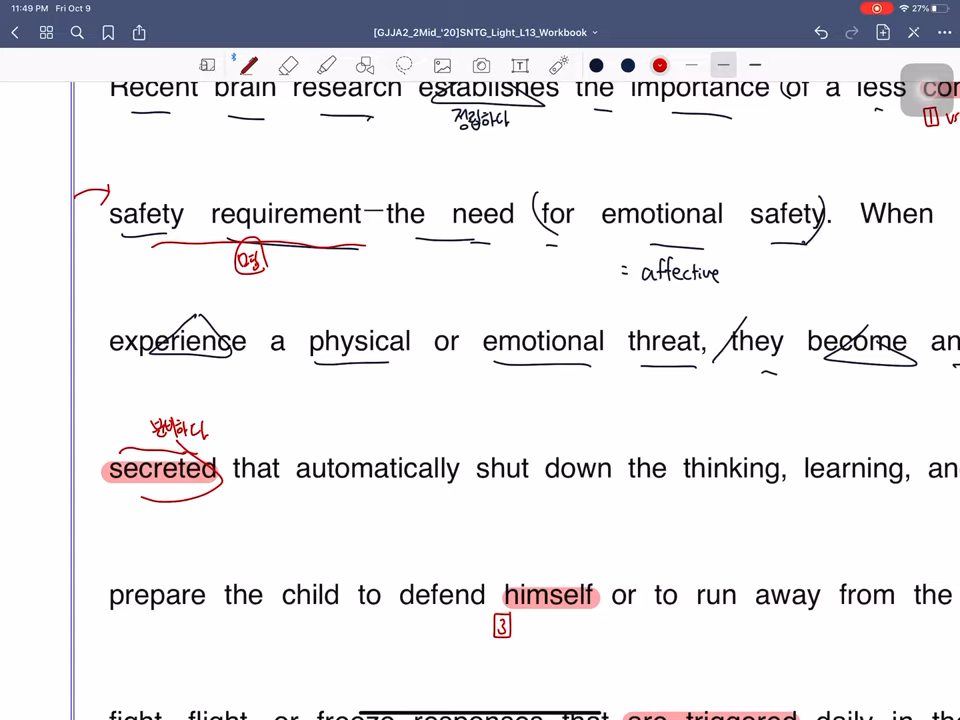 11:49 PM Fri Oct 9
27%
[GJJA2_2Mid_'20]SNTG_Light_L13_Workbook
Recent brain research establishes the importance (of a less
정립하다
1 vs
safety requirement—the need (for emotional safety). When
= affective
experience a physical or emotional threat, they become an
분비하다
secreted that automatically shut down the thinking, learning,
prepare the child to defend himself or to run away from the
3
fight, flight, or freeze responses that are triggered daily in